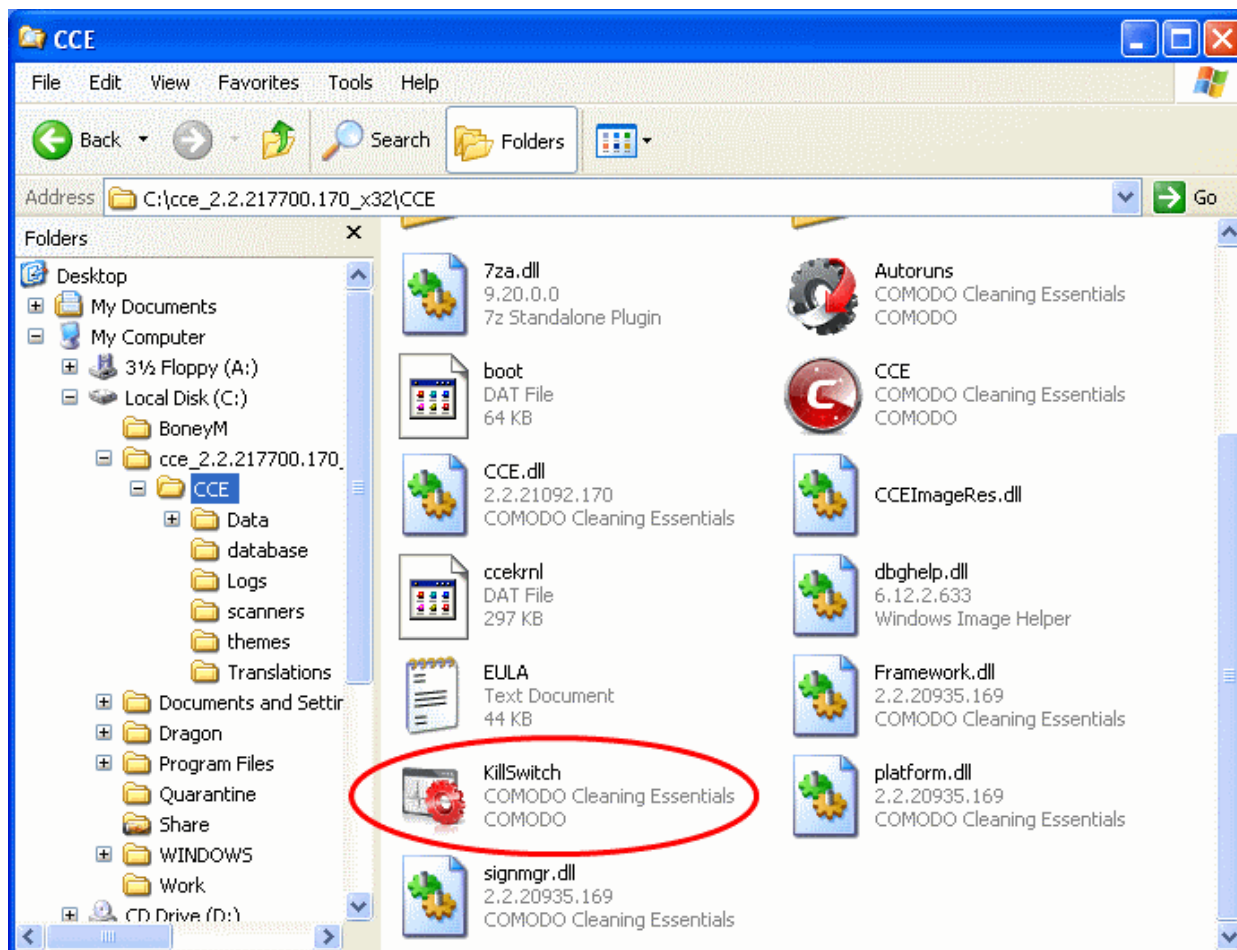 CCE
File Edit View Favorites Tools Help
Back Search Folders
Address C:\cce_2.2.217700.170_x32\CCE Go
Folders
Desktop
My Documents
My Computer
3½ Floppy (A:)
Local Disk (C:)
BoneyM
cce_2.2.217700.170_
CCE
Data
database
Logs
scanners
themes
Translations
Documents and Settin
Dragon
Program Files
Quarantine
Share
WINDOWS
Work
CD Drive (D:)
7za.dll
9.20.0.0
7z Standalone Plugin
Autoruns
COMODO Cleaning Essentials
COMODO
boot
DAT File
64 KB
CCE
COMODO Cleaning Essentials
COMODO
CCE.dll
2.2.21092.170
COMODO Cleaning Essentials
CCEImageRes.dll
ccekrnl
DAT File
297 KB
dbghelp.dll
6.12.2.633
Windows Image Helper
EULA
Text Document
44 KB
Framework.dll
2.2.20935.169
COMODO Cleaning Essentials
KillSwitch
COMODO Cleaning Essentials
COMODO
platform.dll
2.2.20935.169
COMODO Cleaning Essentials
signmgr.dll
2.2.20935.169
COMODO Cleaning Essentials